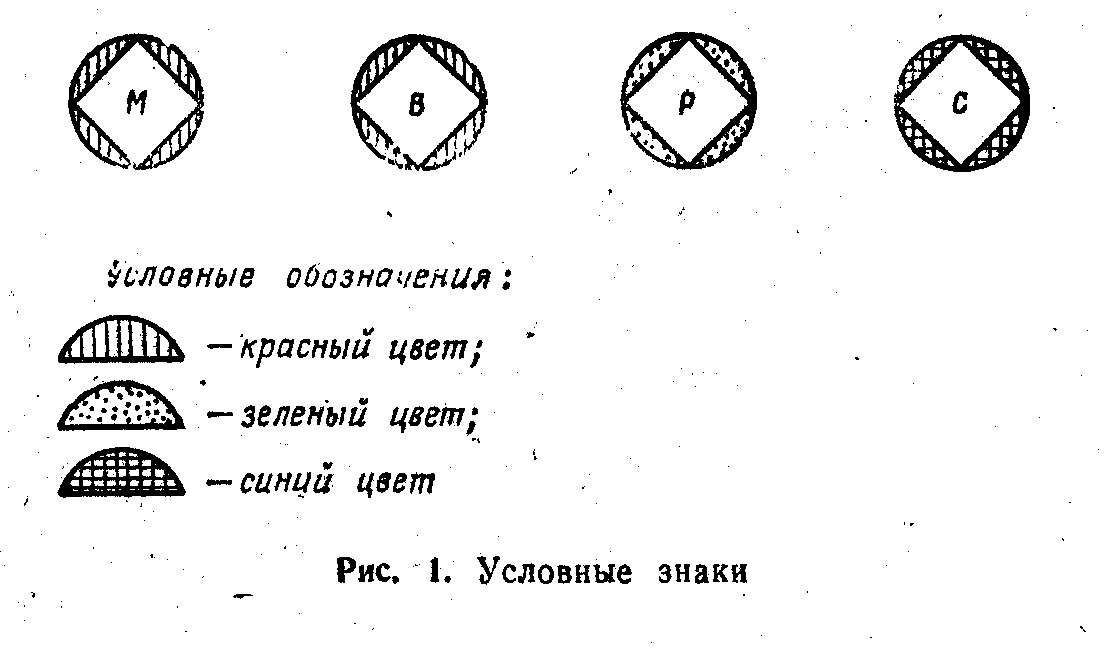 М В Р С
Условные обозначения:
— красный цвет;
— зеленый цвет;
— синий цвет
Рис. 1. Условные знаки